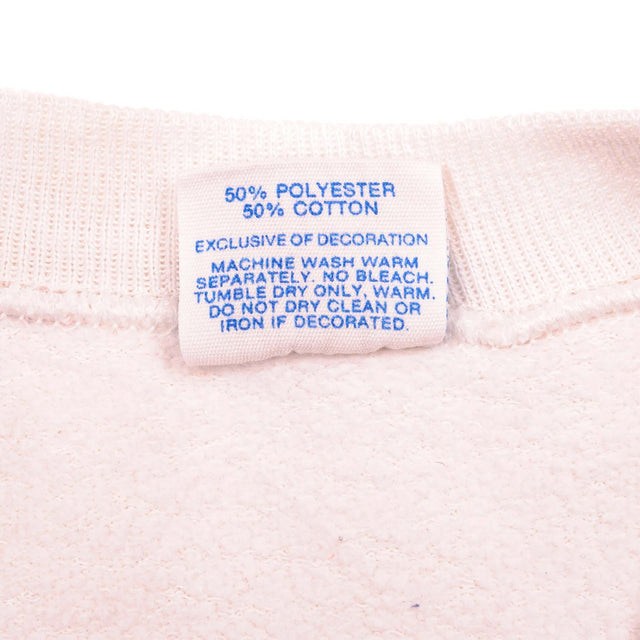 50% POLYESTER
50% COTTON
EXCLUSIVE OF DECORATION
MACHINE WASH WARM
SEPARATELY. NO BLEACH.
TUMBLE DRY ONLY, WARM.
DO NOT DRY CLEAN OR
IRON IF DECORATED.